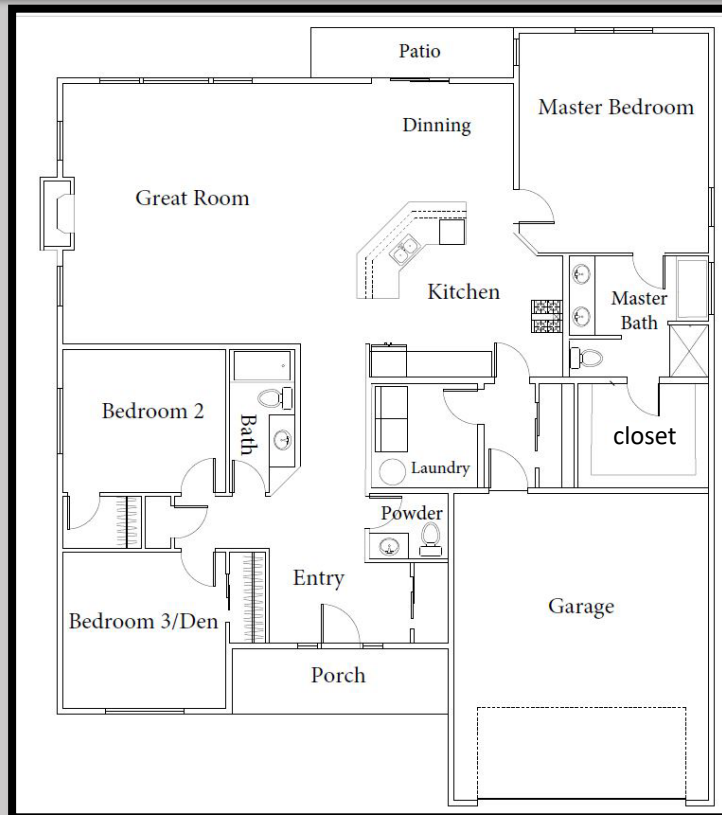 Patio
Dinning
Master Bedroom
Great Room
Kitchen
Master
Bath
Bedroom 2
Bath
closet
Laundry
Powder
Entry
Bedroom 3/Den
Garage
Porch